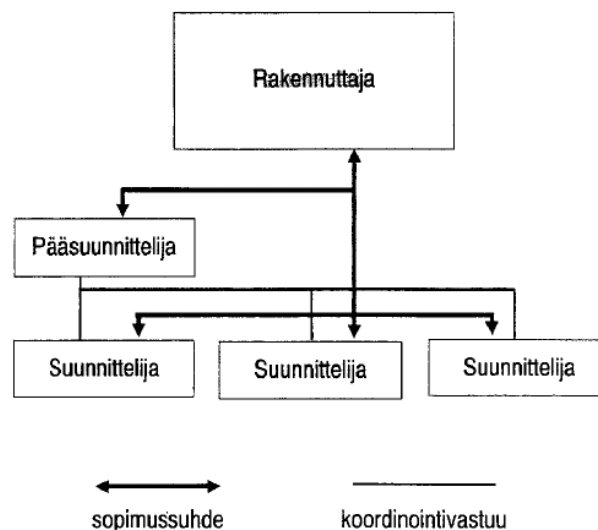 Rakennuttaja
Pääsuunnittelija
Suunnittelija
Suunnittelija
Suunnittelija
sopimussuhde
koordinointivastuu